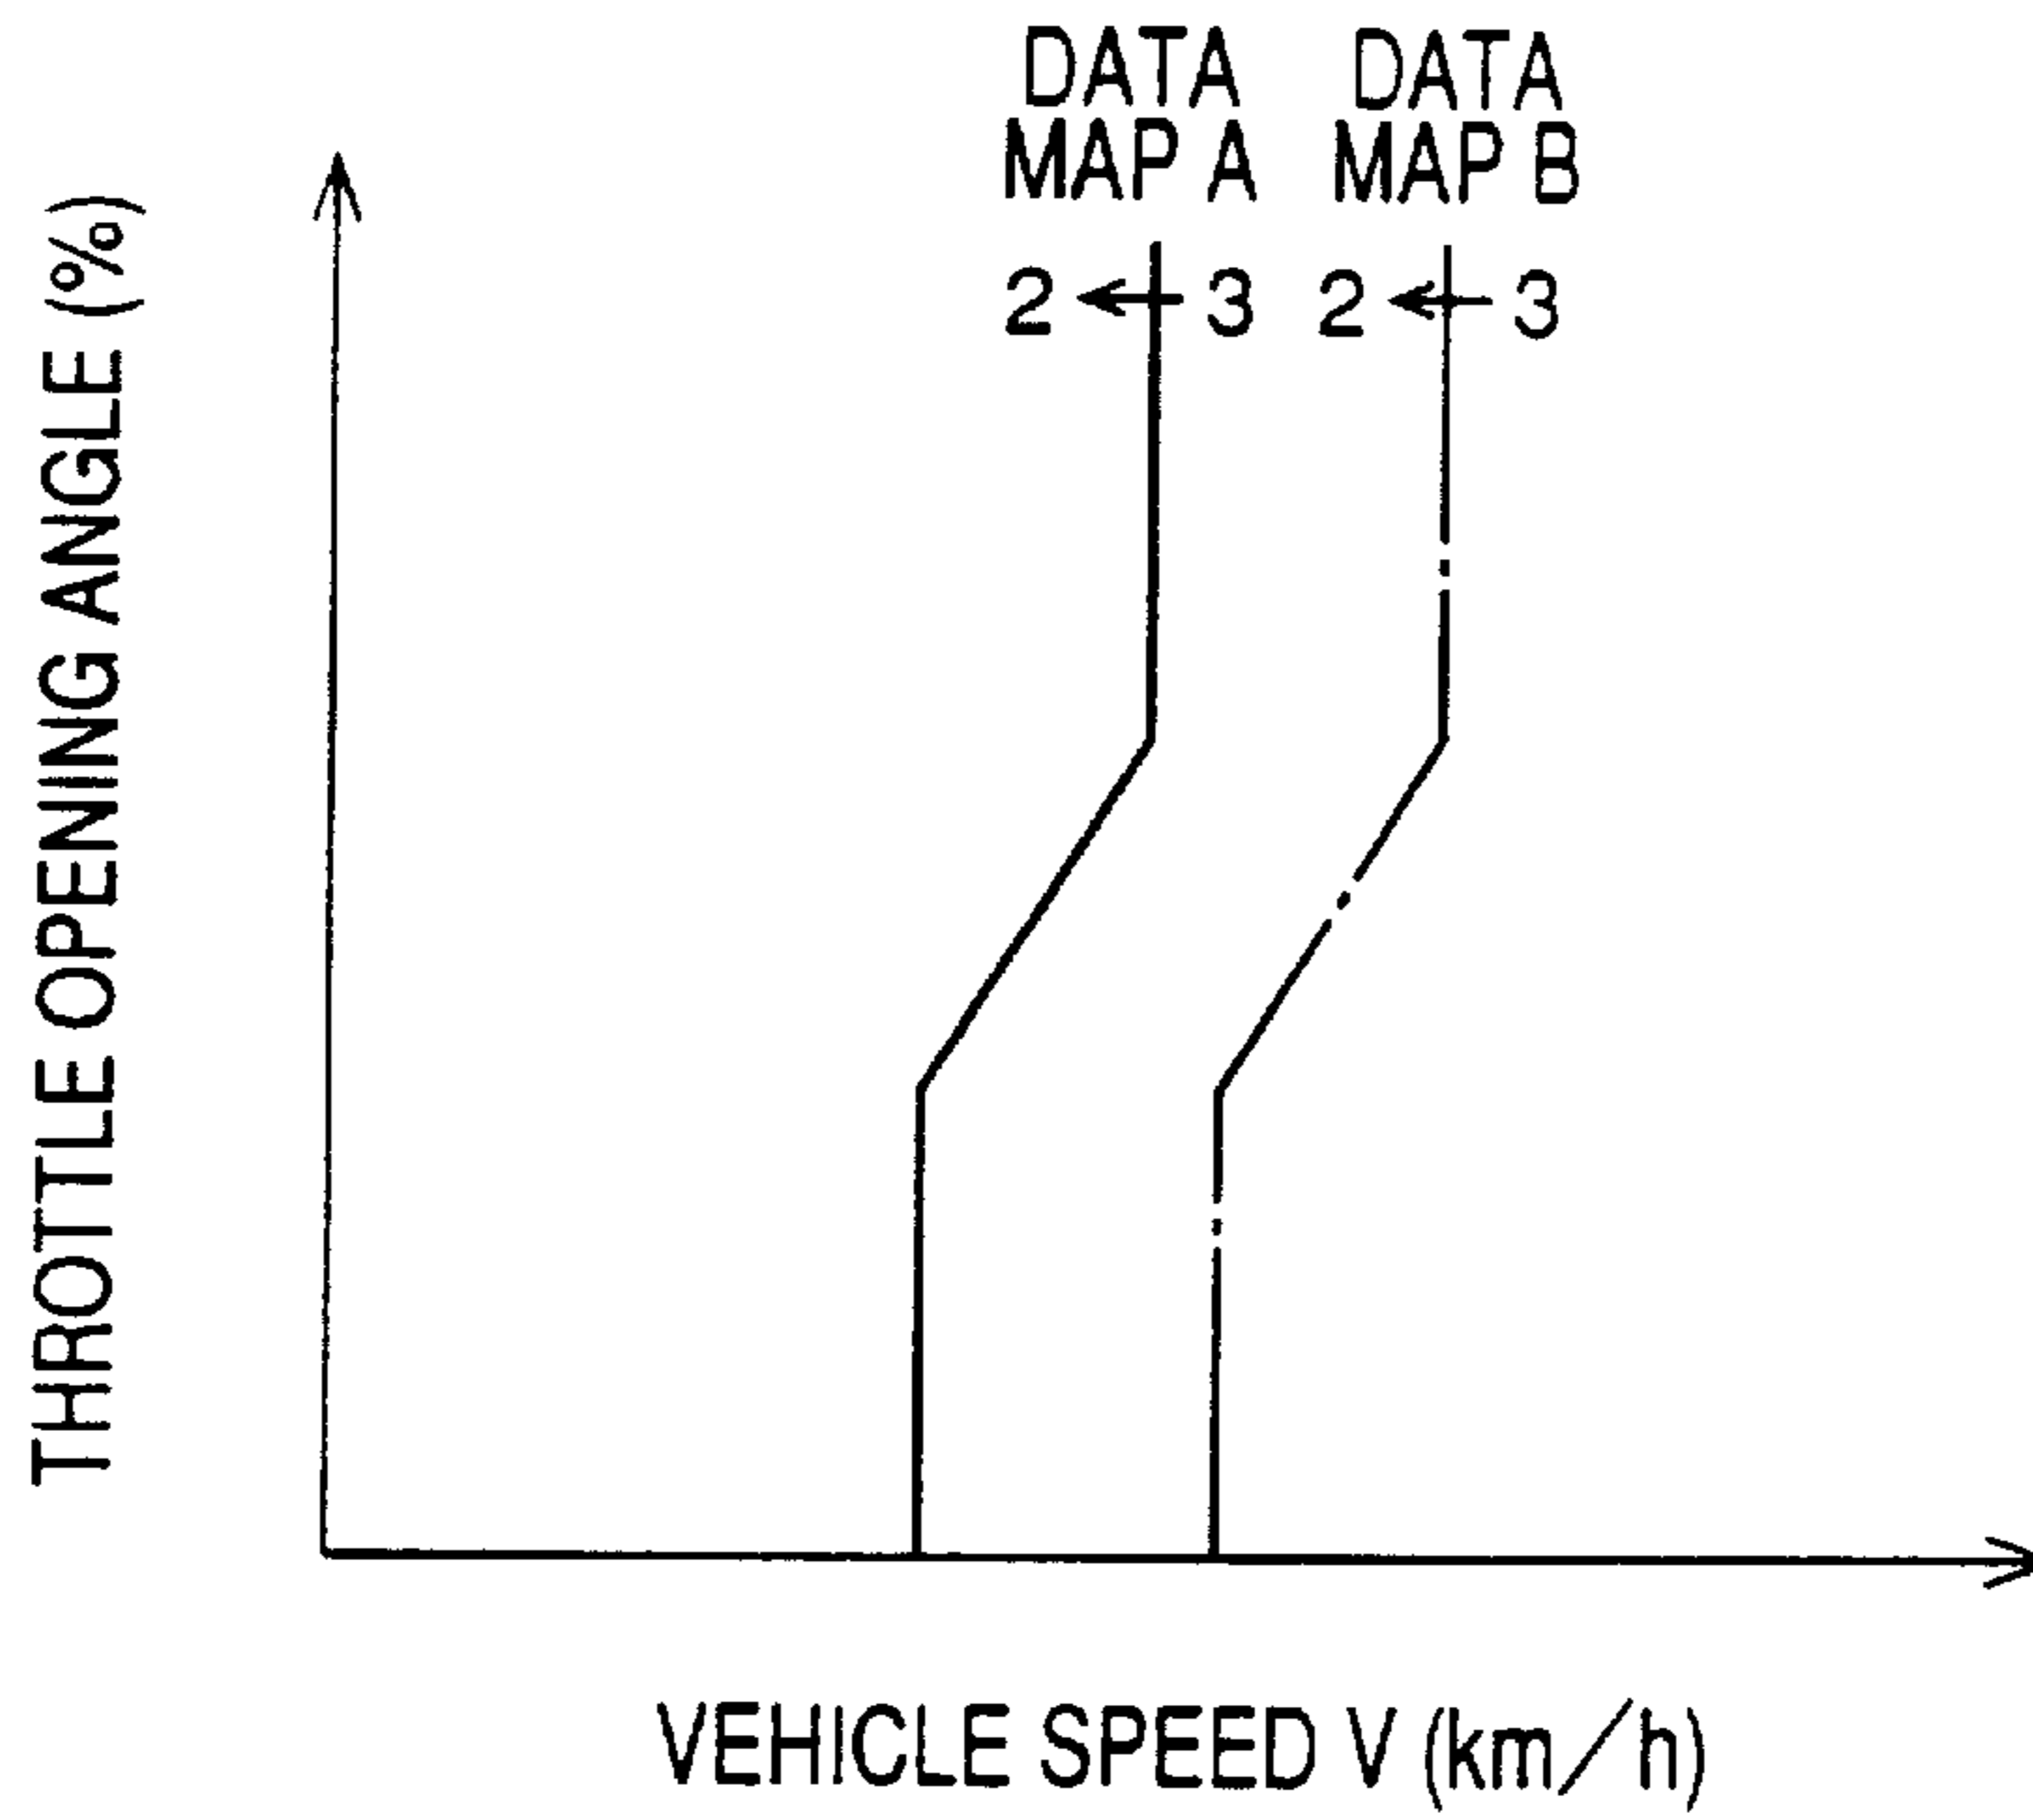 DATA
MAP A
DATA
MAP B
2 3
2 3
THROTTLE OPENING ANGLE (%)
VEHICLE SPEED V (km/h)